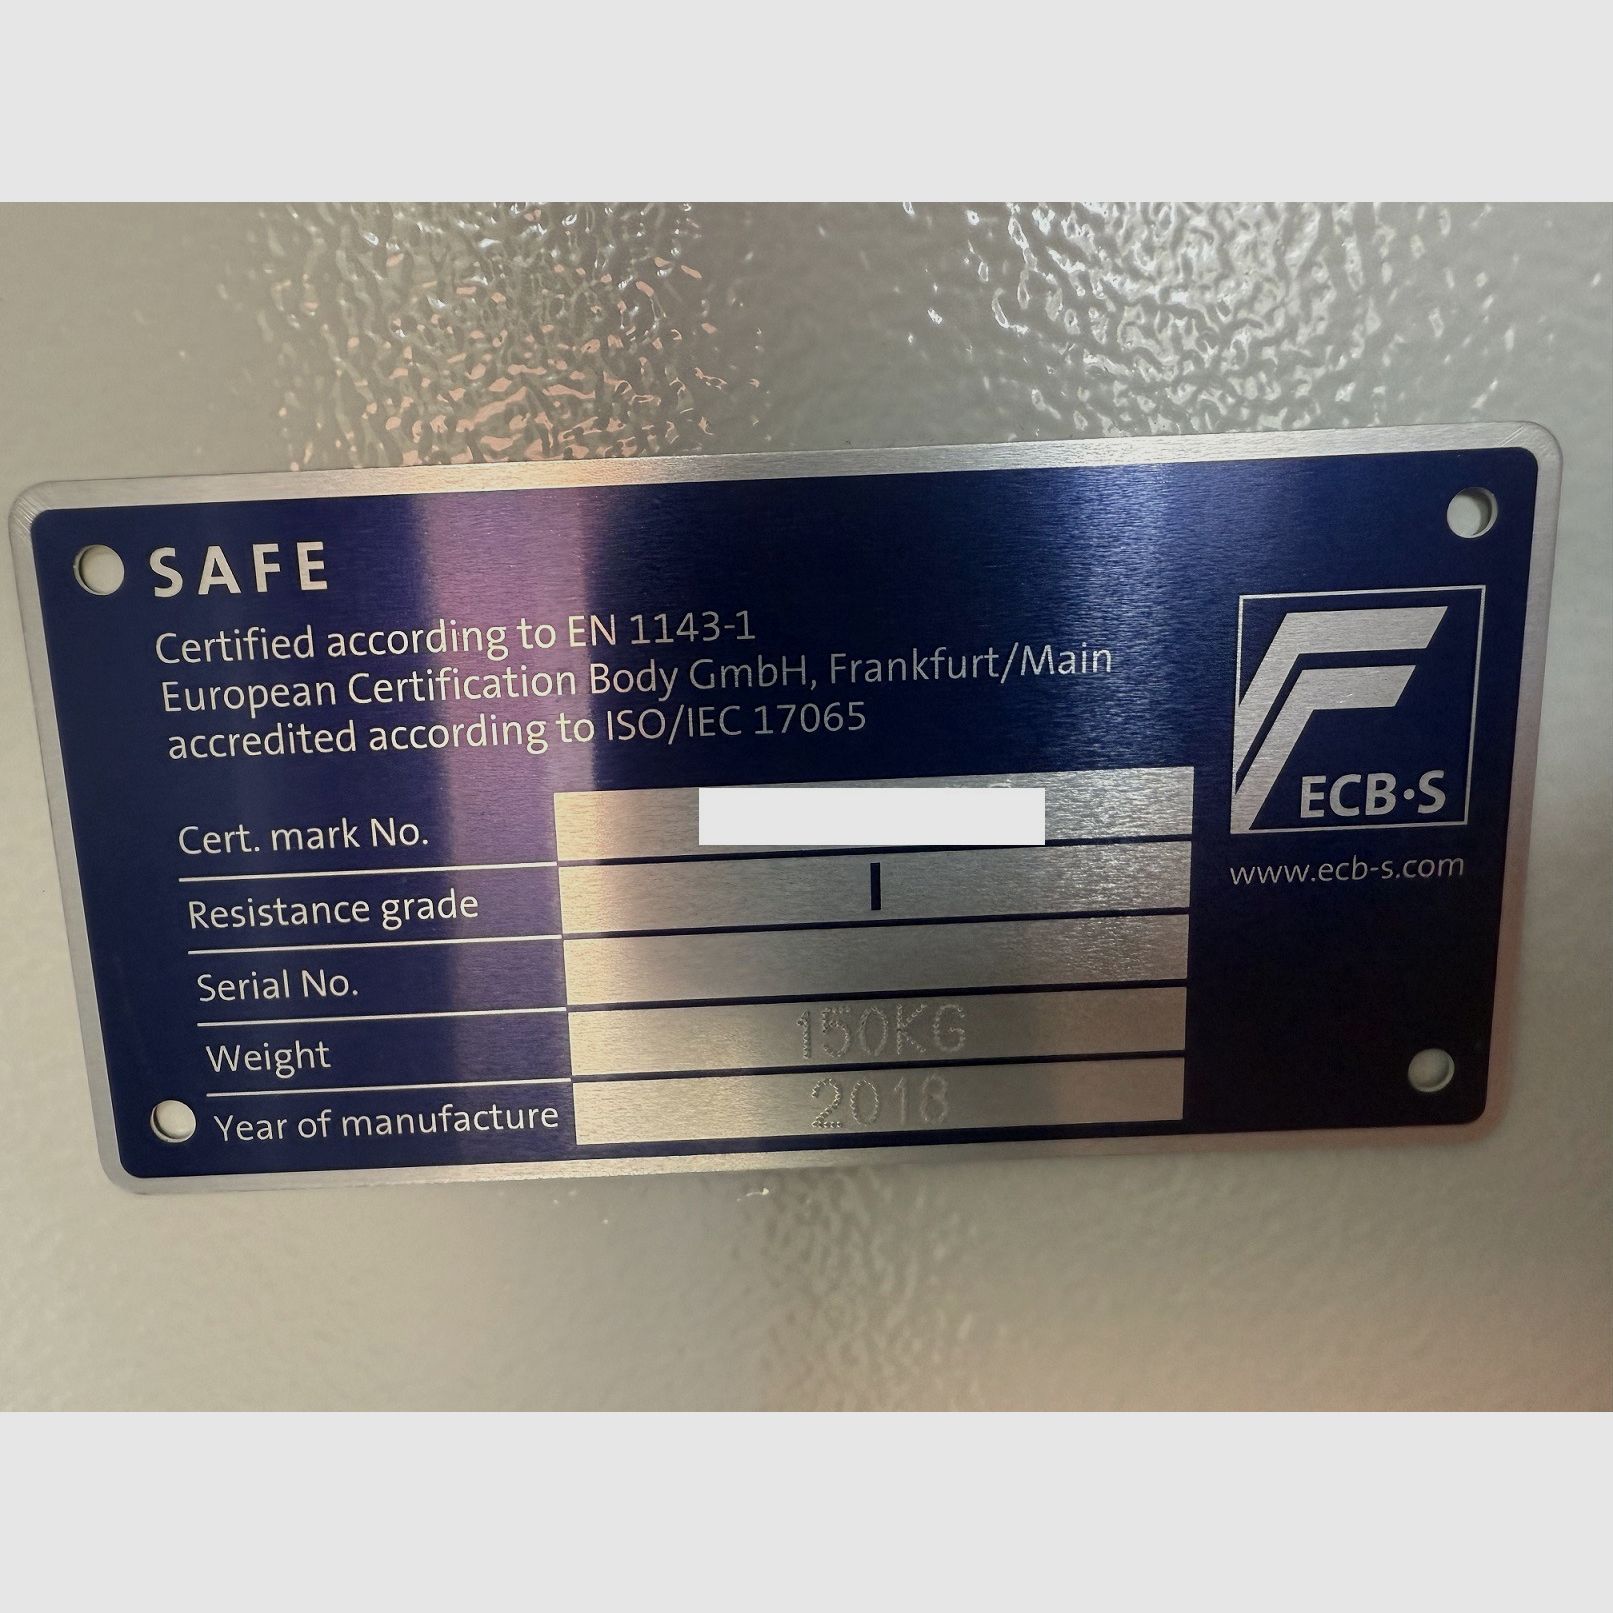 SAFE
Certified according to EN 1143-1
European Certification Body GmbH, Frankfurt/Main
accredited according to ISO/IEC 17065
ECB·S
www.ecb-s.com
Cert. mark No.
Resistance grade I
Serial No.
Weight 150KG
Year of manufacture 2018